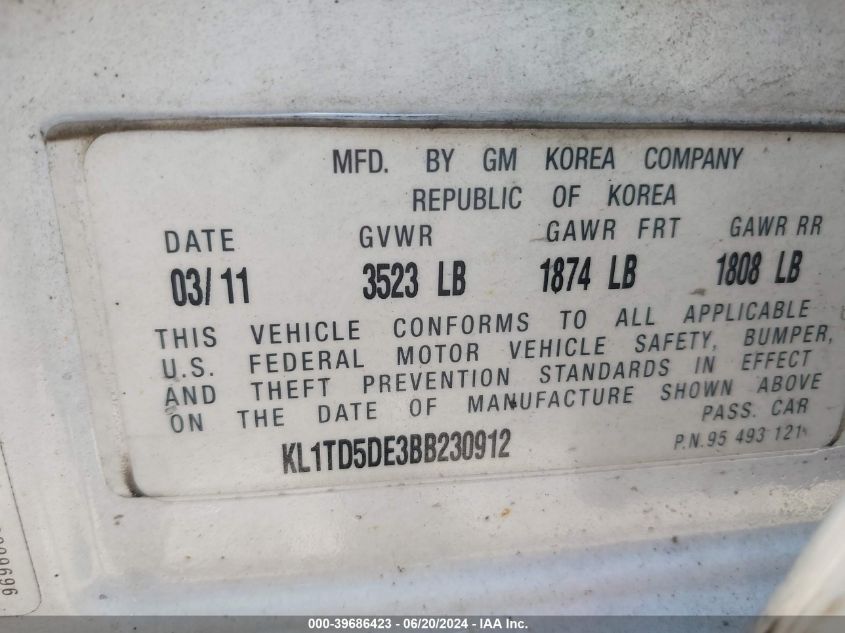 MFD. BY GM KOREA COMPANY
REPUBLIC OF KOREA
DATE GVWR GAWR FRT GAWR RR
03/11 3523 LB 1874 LB 1808 LB
THIS VEHICLE CONFORMS TO ALL APPLICABLE
U.S. FEDERAL MOTOR VEHICLE SAFETY, BUMPER,
AND THEFT PREVENTION STANDARDS IN EFFECT
ON THE DATE OF MANUFACTURE SHOWN ABOVE
PASS. CAR
KL1TD5DE3BB230912 P.N. 95 493 121
000-39686423 - 06/20/2024 - IAA Inc.